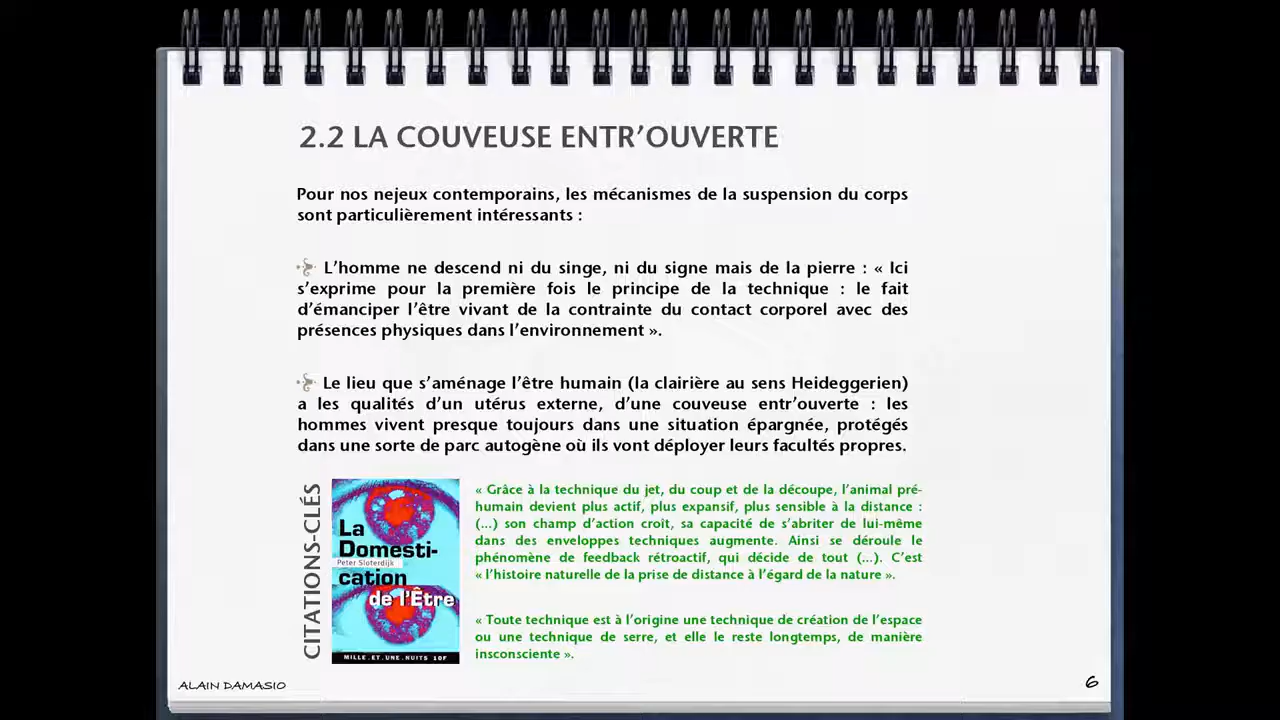 2.2 LA COUVEUSE ENTR’OUVERTE
Pour nos nejeux contemporains, les mécanismes de la suspension du corps
sont particulièrement intéressants :
L’homme ne descend ni du singe, ni du signe mais de la pierre : « Ici
s’exprime pour la première fois le principe de la technique : le fait
d’émanciper l’être vivant de la contrainte du contact corporel avec des
présences physiques dans l’environnement ».
Le lieu que s’aménage l’être humain (la clairière au sens Heideggerien)
a les qualités d’un utérus externe, d’une couveuse entr’ouverte : les
hommes vivent presque toujours dans une situation épargnée, protégés
dans une sorte de parc autogène où ils vont déployer leurs facultés propres.
CITATIONS-CLÉS
La
Domesti-
Peter Sloterdijk
cation
de l’Être
MILLE.ET.UNE.NUITS 10F
« Grâce à la technique du jet, du coup et de la découpe, l’animal pré-
humain devient plus actif, plus expansif, plus sensible à la distance :
(...) son champ d’action croît, sa capacité de s’abriter de lui-même
dans des enveloppes techniques augmente. Ainsi se déroule le
phénomène de feedback rétroactif, qui décide de tout (...). C’est
« l’histoire naturelle de la prise de distance à l’égard de la nature ».
« Toute technique est à l’origine une technique de création de l’espace
ou une technique de serre, et elle le reste longtemps, de manière
insconsciente ».
ALAIN DAMASIO
6